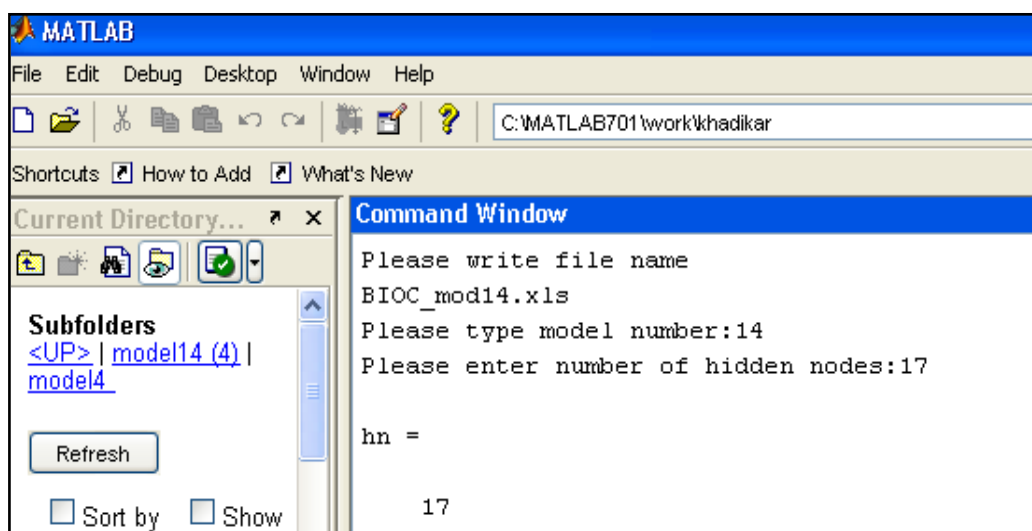 MATLAB
File Edit Debug Desktop Window Help
C:\MATLAB701\work\khadikar
Shortcuts How to Add What's New
Current Directory...
Subfolders
<UP> | model14 (4) |
model4
Refresh
Sort by Show
Command Window
Please write file name
BIOC_mod14.xls
Please type model number:14
Please enter number of hidden nodes:17
hn =
17